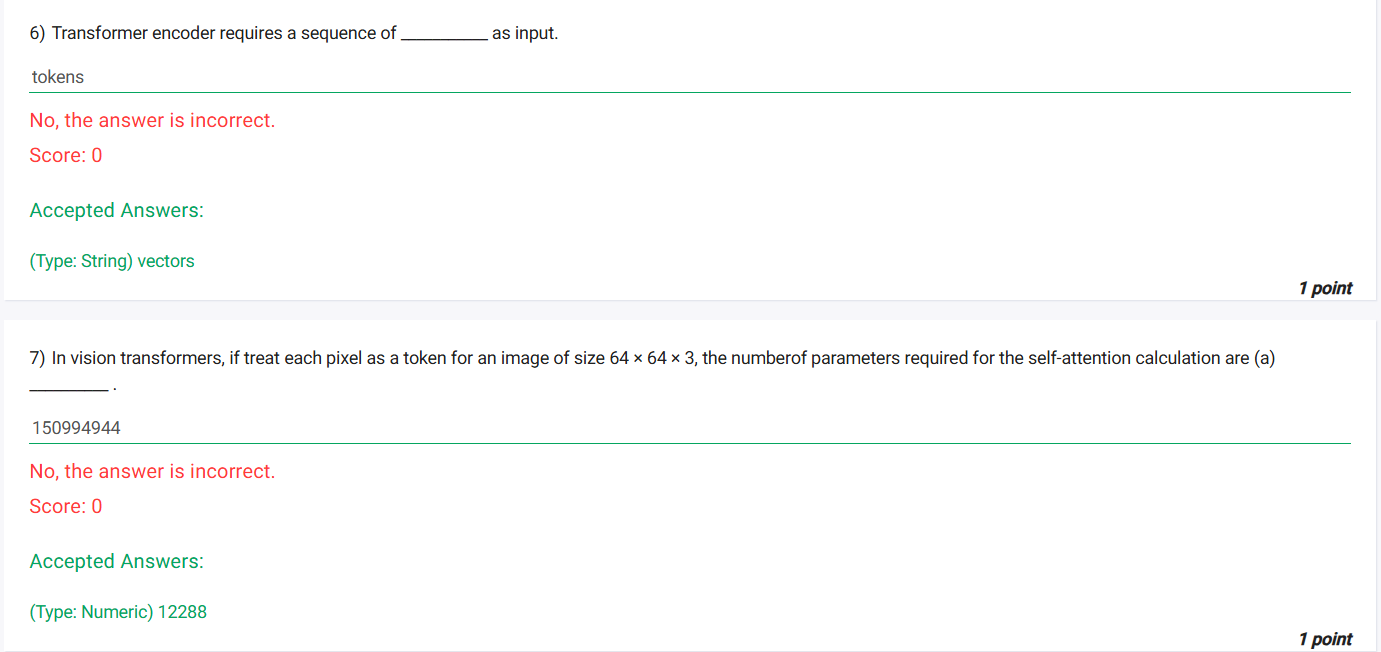 6) Transformer encoder requires a sequence of __________ as input.
tokens
No, the answer is incorrect.
Score: 0
Accepted Answers:
(Type: String) vectors
1 point
7) In vision transformers, if treat each pixel as a token for an image of size 64 × 64 × 3, the numberof parameters required for the self-attention calculation are (a)
_________ .
150994944
No, the answer is incorrect.
Score: 0
Accepted Answers:
(Type: Numeric) 12288
1 point